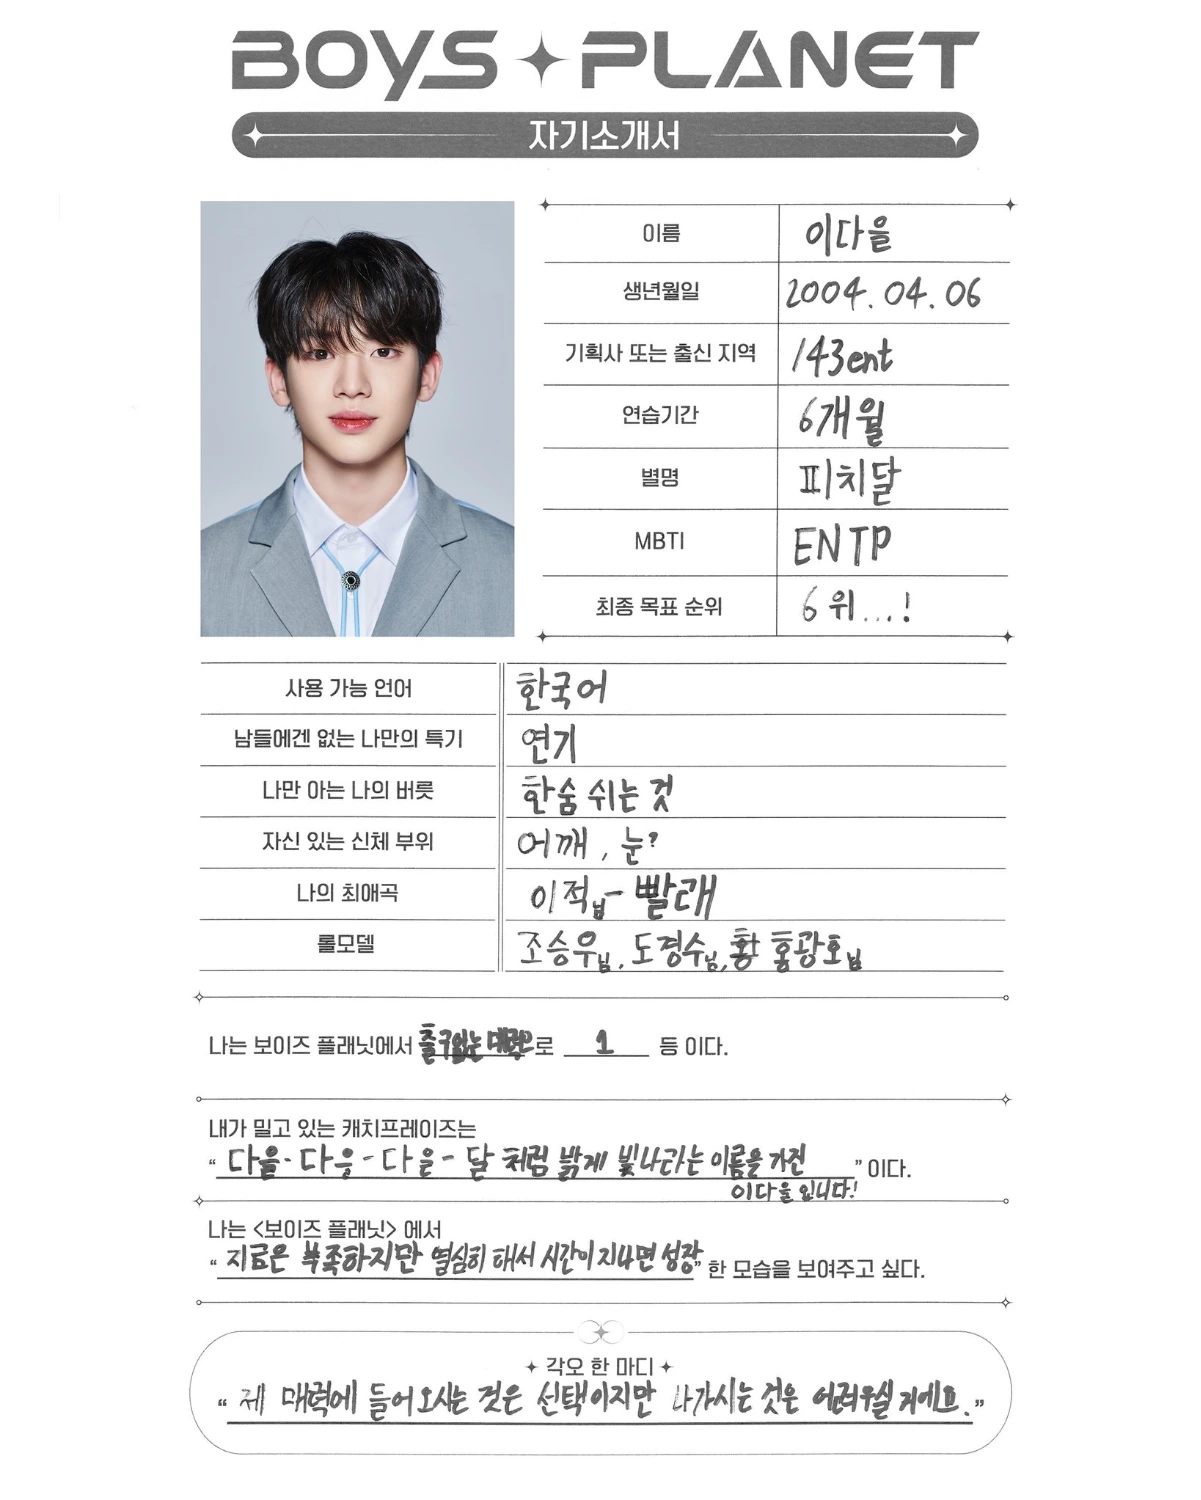 BOYS PLANET
자기소개서
이름 이다을
생년월일 2004. 04. 06
기획사 또는 출신 지역 143ent
연습기간 6개월
별명 피치달
MBTI ENTP
최종 목표 순위 6위...!
사용 가능 언어 한국어
남들에겐 없는 나만의 특기 연기
나만 아는 나의 버릇 한숨 쉬는 것
자신 있는 신체 부위 어깨, 눈?
나의 최애곡 이적님- 빨래
롤모델 조승우님, 도경수님, 황 홍광호님
나는 보이즈 플래닛에서 출구없는 매력으로 1 등 이다.
내가 밀고 있는 캐치프레이즈는
“ 다을- 다을- 다을- 달 처럼 밝게 빛나라는 이름을 가진 ” 이다.
이다을 입니다!
나는 <보이즈 플래닛> 에서
“ 지금은 부족하지만 열심히 해서 시간이 지나면 성장 ” 한 모습을 보여주고 싶다.
각오 한 마디
“ 제 매력에 들어오시는 것은 선택이지만 나가시는 것은 어려우실 거에요. ”